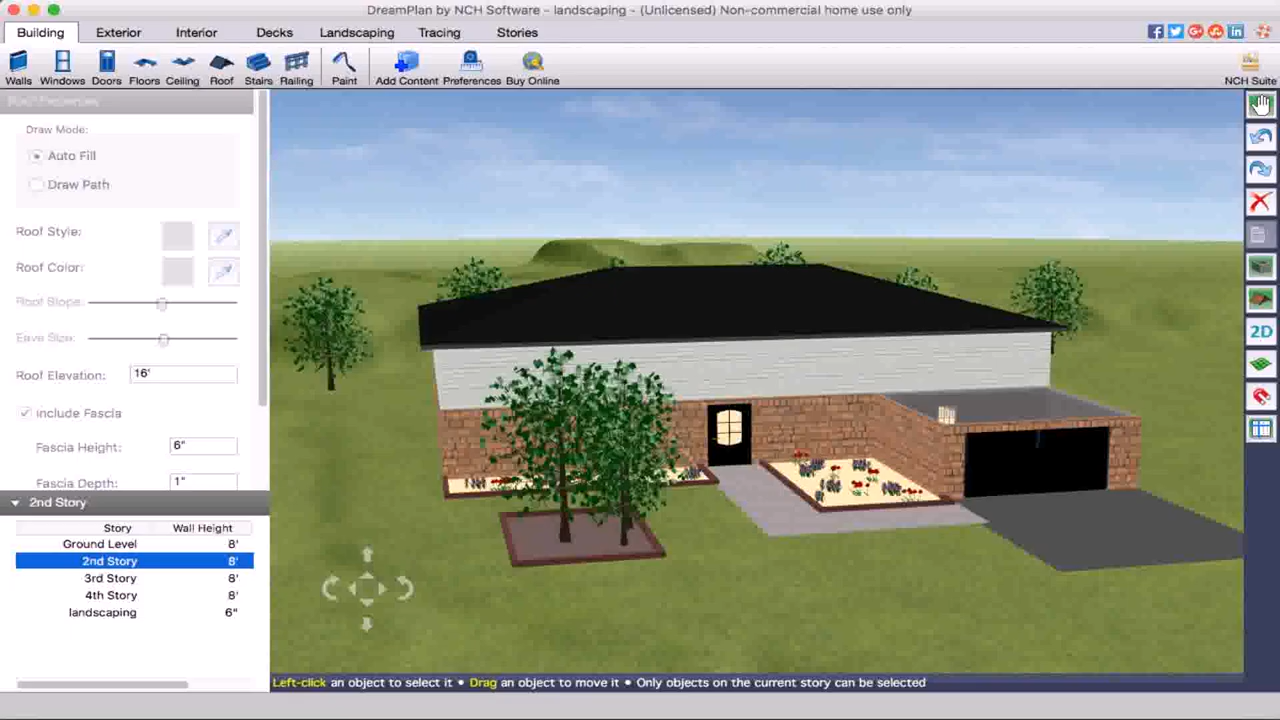 DreamPlan by NCH Software - landscaping - (Unlicensed) Non-commercial home use only
Building Exterior Interior Decks Landscaping Tracing Stories
Walls Windows Doors Floors Ceiling Roof Stairs Railing Paint Add Content Preferences Buy Online NCH Suite
Roof Properties
Draw Mode:
Auto Fill
Draw Path
Roof Style:
Roof Color:
Roof Slope:
Eave Size:
Roof Elevation: 16'
Include Fascia
Fascia Height: 6"
Fascia Depth: 1"
2nd Story
Story Wall Height
Ground Level 8'
2nd Story 8'
3rd Story 8'
4th Story 8'
landscaping 6"
2D
Left-click an object to select it • Drag an object to move it • Only objects on the current story can be selected